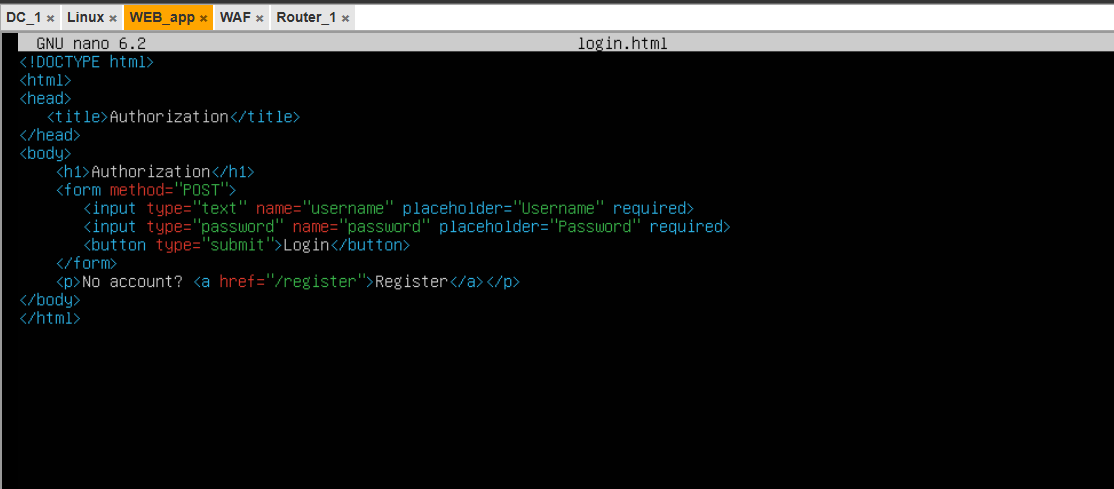 DC_1 × Linux × WEB_app × WAF × Router_1 ×
GNU nano 6.2 login.html
<!DOCTYPE html>
<html>
<head>
<title>Authorization</title>
</head>
<body>
<h1>Authorization</h1>
<form method="POST">
<input type="text" name="username" placeholder="Username" required>
<input type="password" name="password" placeholder="Password" required>
<button type="submit">Login</button>
</form>
<p>No account? <a href="/register">Register</a></p>
</body>
</html>